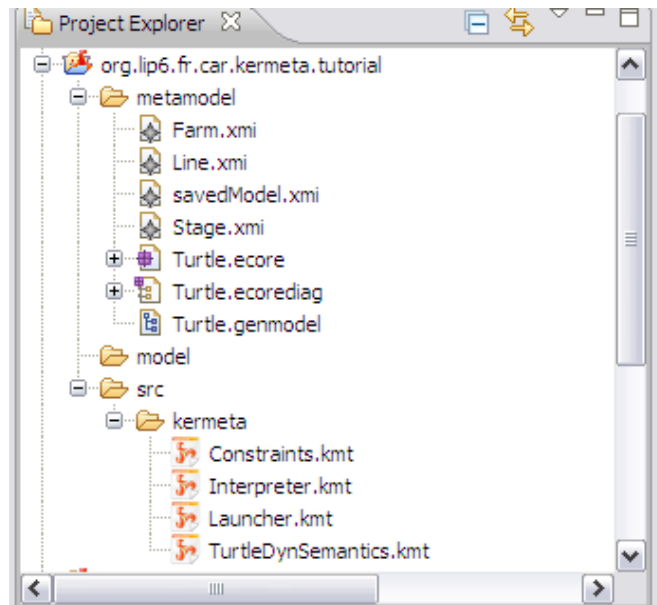 Project Explorer
org.lip6.fr.car.kermeta.tutorial
metamodel
Farm.xmi
Line.xmi
savedModel.xmi
Stage.xmi
Turtle.ecore
Turtle.ecorediag
Turtle.genmodel
model
src
kermeta
Constraints.kmt
Interpreter.kmt
Launcher.kmt
TurtleDynSemantics.kmt